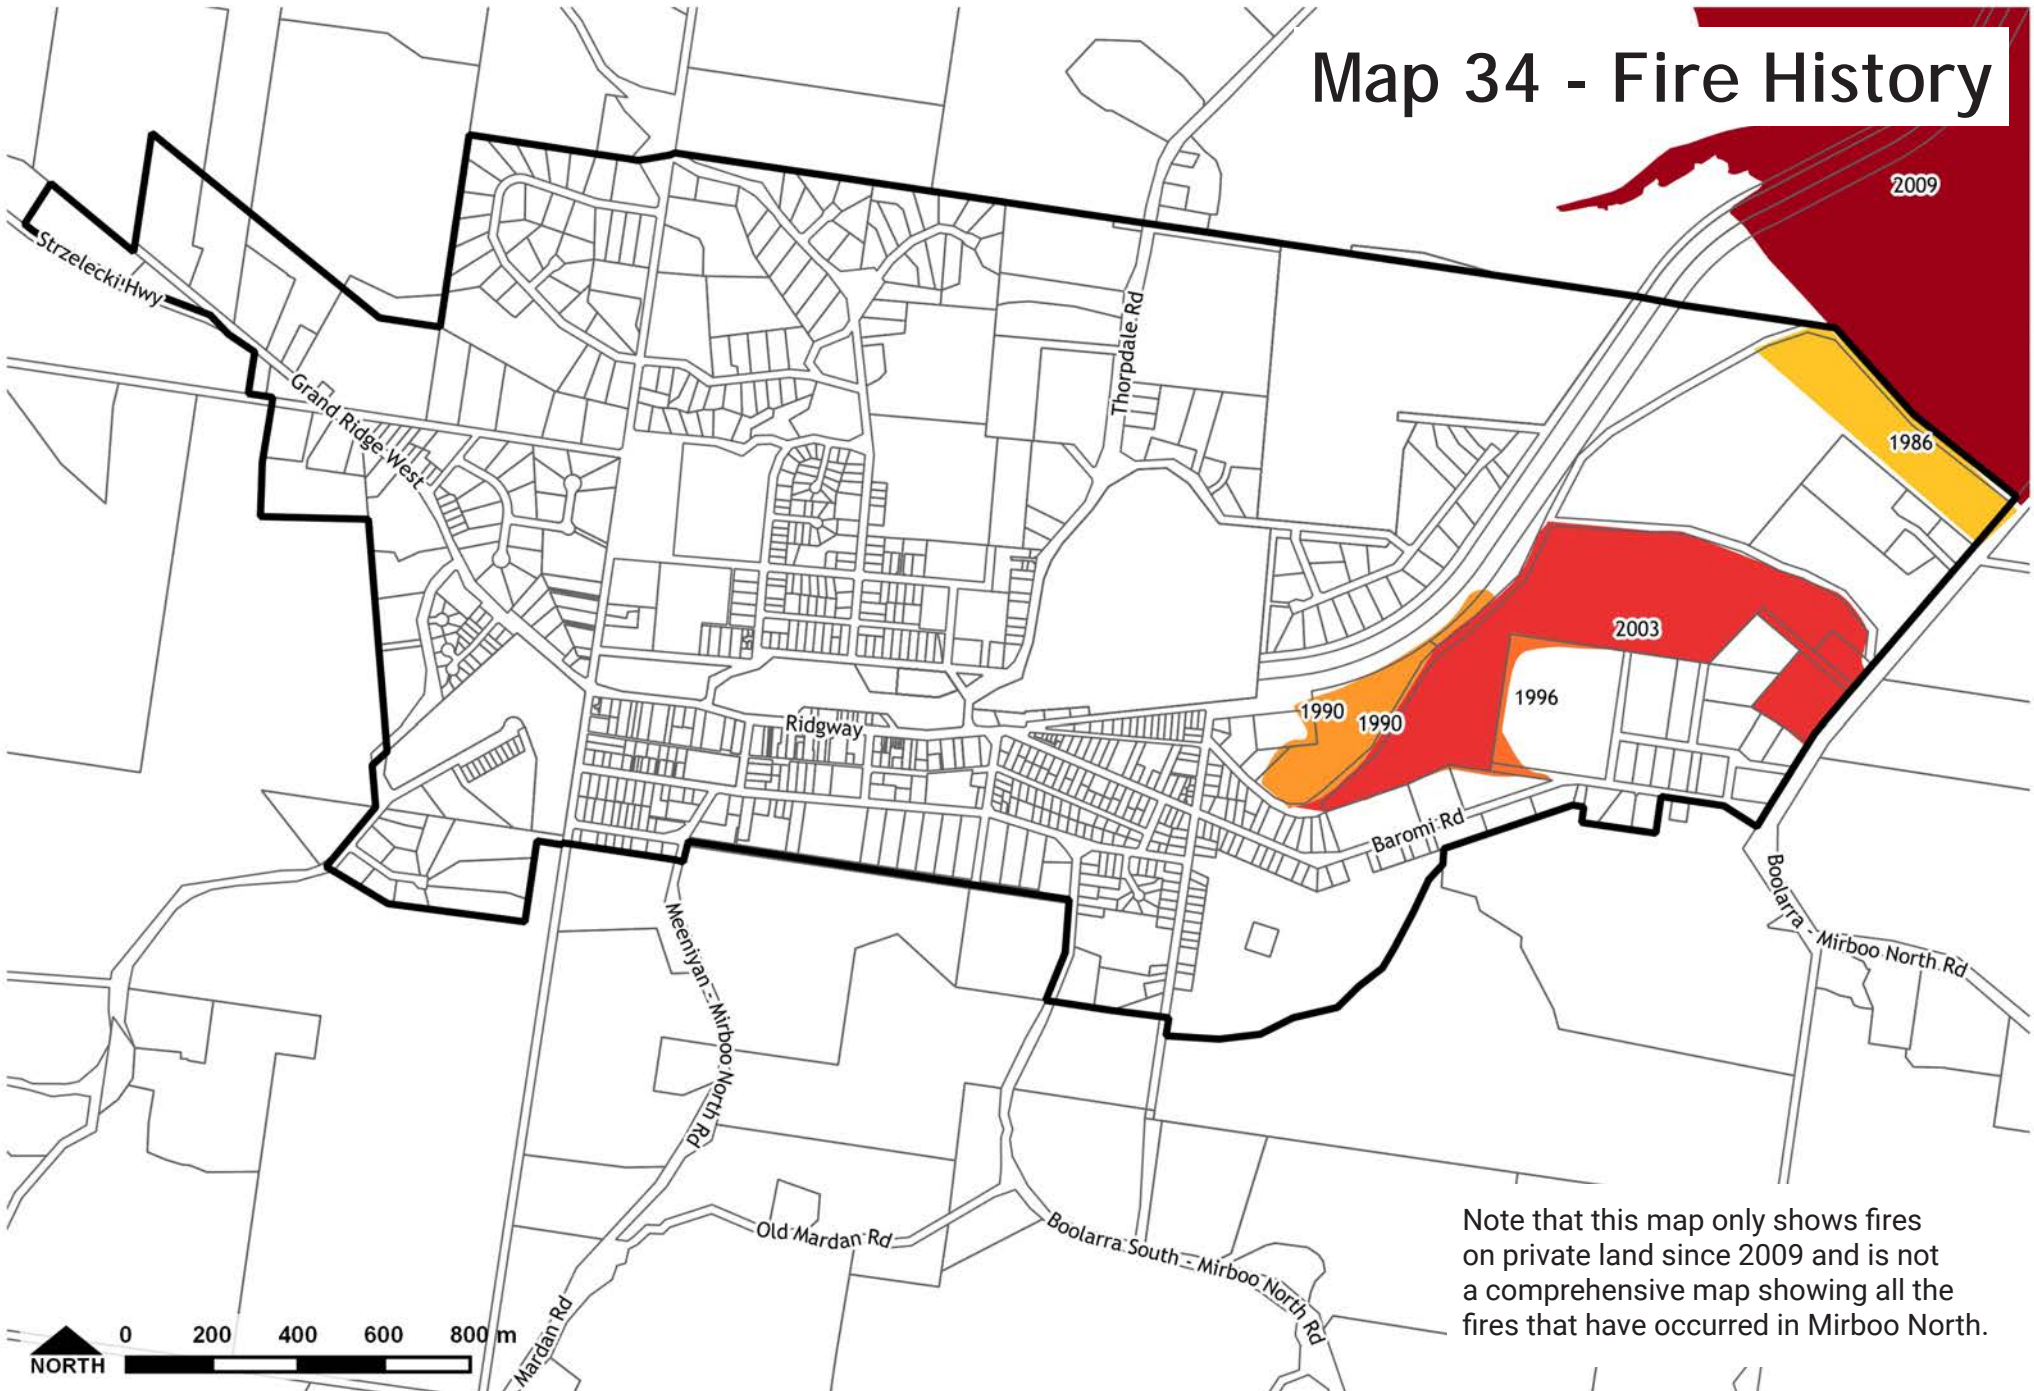 Map 34 - Fire History
2009
Strzelecki Hwy
Thorpdale Rd
Grand Ridge West
1986
2003
1996
1990
1990
Ridgway
Baromi Rd
Boolarra - Mirboo North Rd
Meeniyan - Mirboo North Rd
Old Mardan Rd
Boolarra South - Mirboo North Rd
Mardan Rd
Note that this map only shows fires
on private land since 2009 and is not
a comprehensive map showing all the
fires that have occurred in Mirboo North.
0 200 400 600 800 m
NORTH